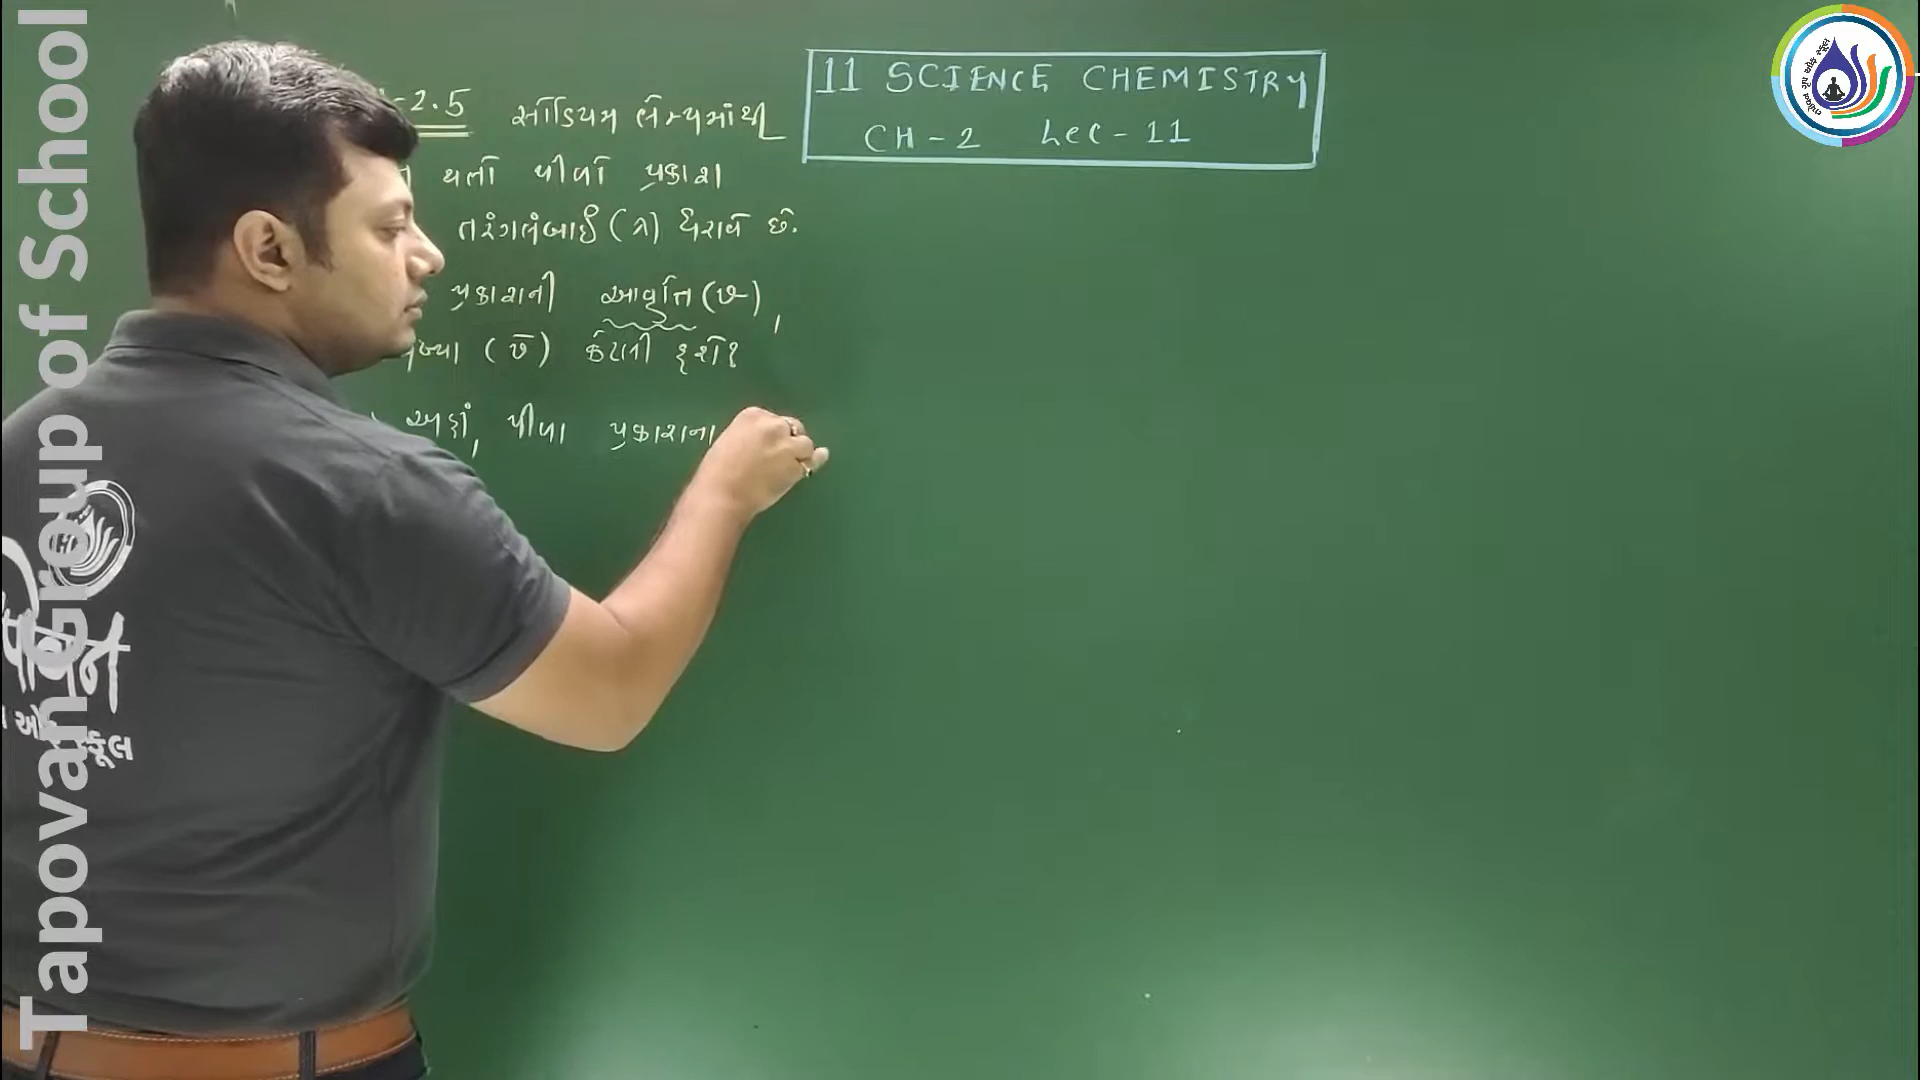 11 SCIENCE CHEMISTRY
CH - 2 Lec - 11
-2.5 સોડિયમ લેમ્પમાંથી
થતો પીળો પ્રકાશ
તરંગલંબાઈ (λ) ધરાવે છે.
પ્રકાશની આવૃત્તિ (ν),
(ν̅) કેટલી હશે?
અહીં, પીળા પ્રકાશના
Tapovan Group of School